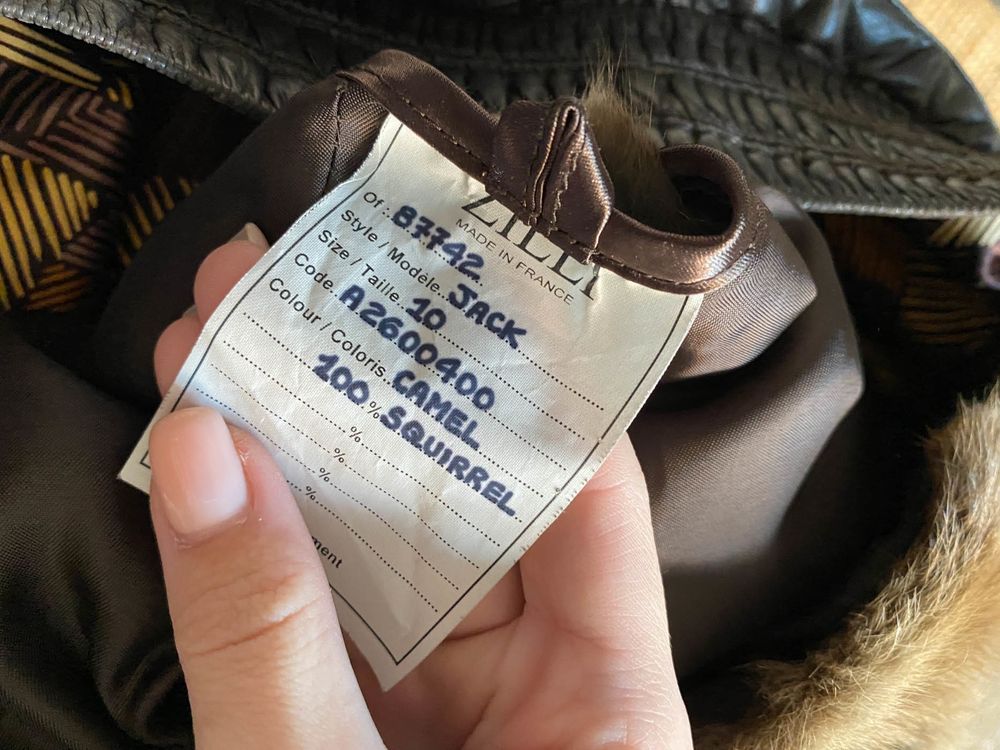 ZILLI
MADE IN FRANCE
Of. 87742
Style / Modèle. JACK
Size / Taille. 10
Code. A2600400
Colour / Coloris. CAMEL
100 % SQUIRREL
%
%
%
%